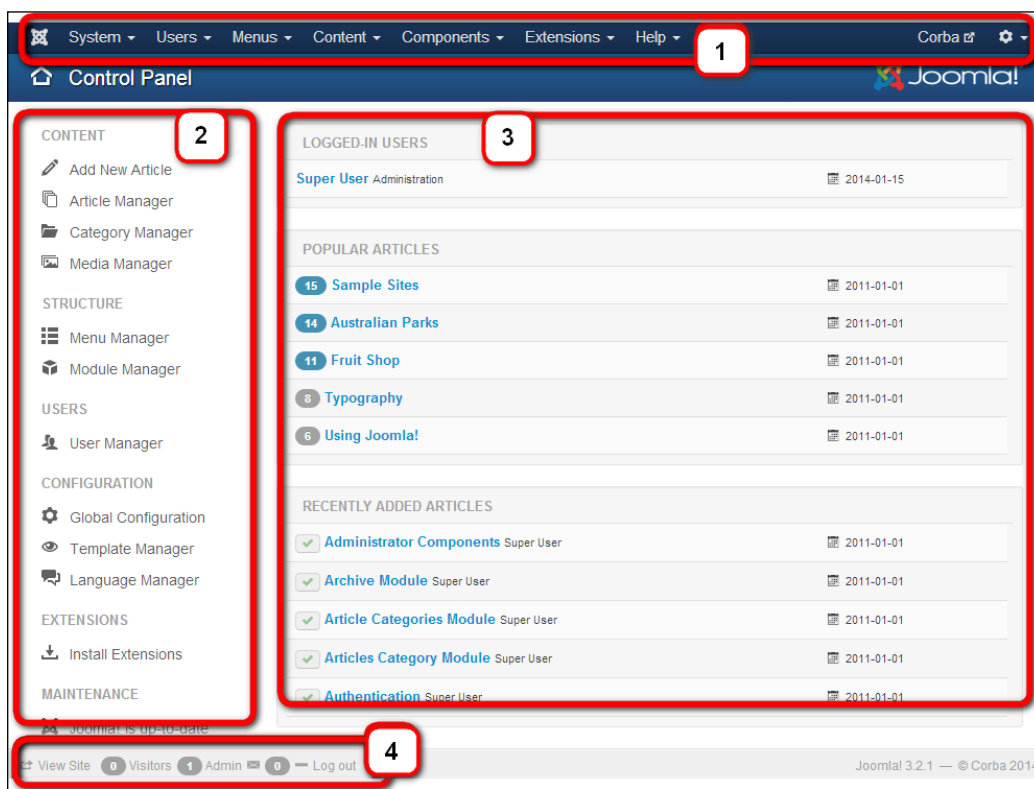 System Users Menus Content Components Extensions Help Corba
1
Control Panel Joomla!
2
CONTENT
Add New Article
Article Manager
Category Manager
Media Manager
STRUCTURE
Menu Manager
Module Manager
USERS
User Manager
CONFIGURATION
Global Configuration
Template Manager
Language Manager
EXTENSIONS
Install Extensions
MAINTENANCE
Joomla! is up-to-date
3
LOGGED-IN USERS
Super User Administration 2014-01-15
POPULAR ARTICLES
15 Sample Sites 2011-01-01
14 Australian Parks 2011-01-01
11 Fruit Shop 2011-01-01
8 Typography 2011-01-01
6 Using Joomla! 2011-01-01
RECENTLY ADDED ARTICLES
Administrator Components Super User 2011-01-01
Archive Module Super User 2011-01-01
Article Categories Module Super User 2011-01-01
Articles Category Module Super User 2011-01-01
Authentication Super User 2011-01-01
4
View Site 0 Visitors 1 Admin 0 Log out Joomla! 3.2.1 — © Corba 2014